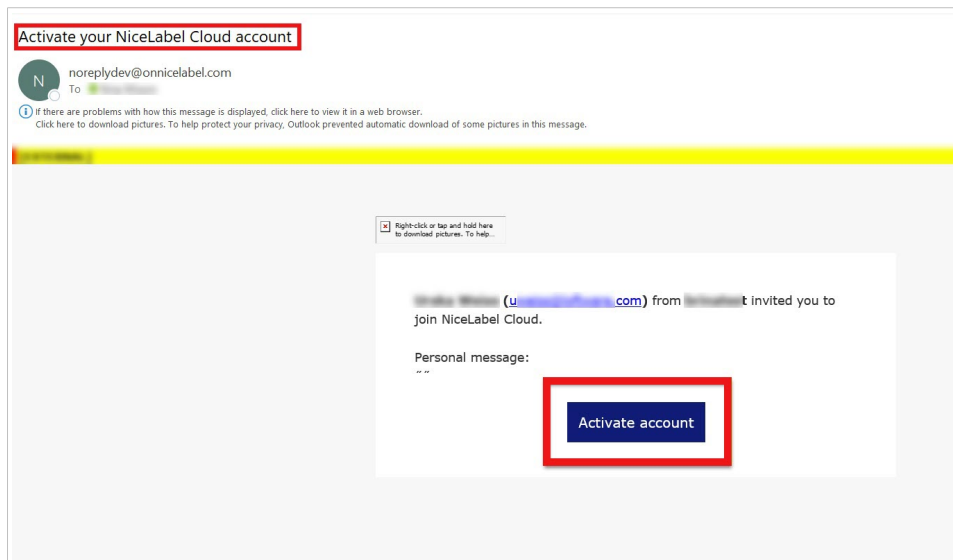 Activate your NiceLabel Cloud account
N
noreplydev@onnicelabel.com
To
If there are problems with how this message is displayed, click here to view it in a web browser.
Click here to download pictures. To help protect your privacy, Outlook prevented automatic download of some pictures in this message.
Right-click or tap and hold here
to download pictures. To help...
(u .com) from t invited you to
join NiceLabel Cloud.
Personal message:
""
Activate account